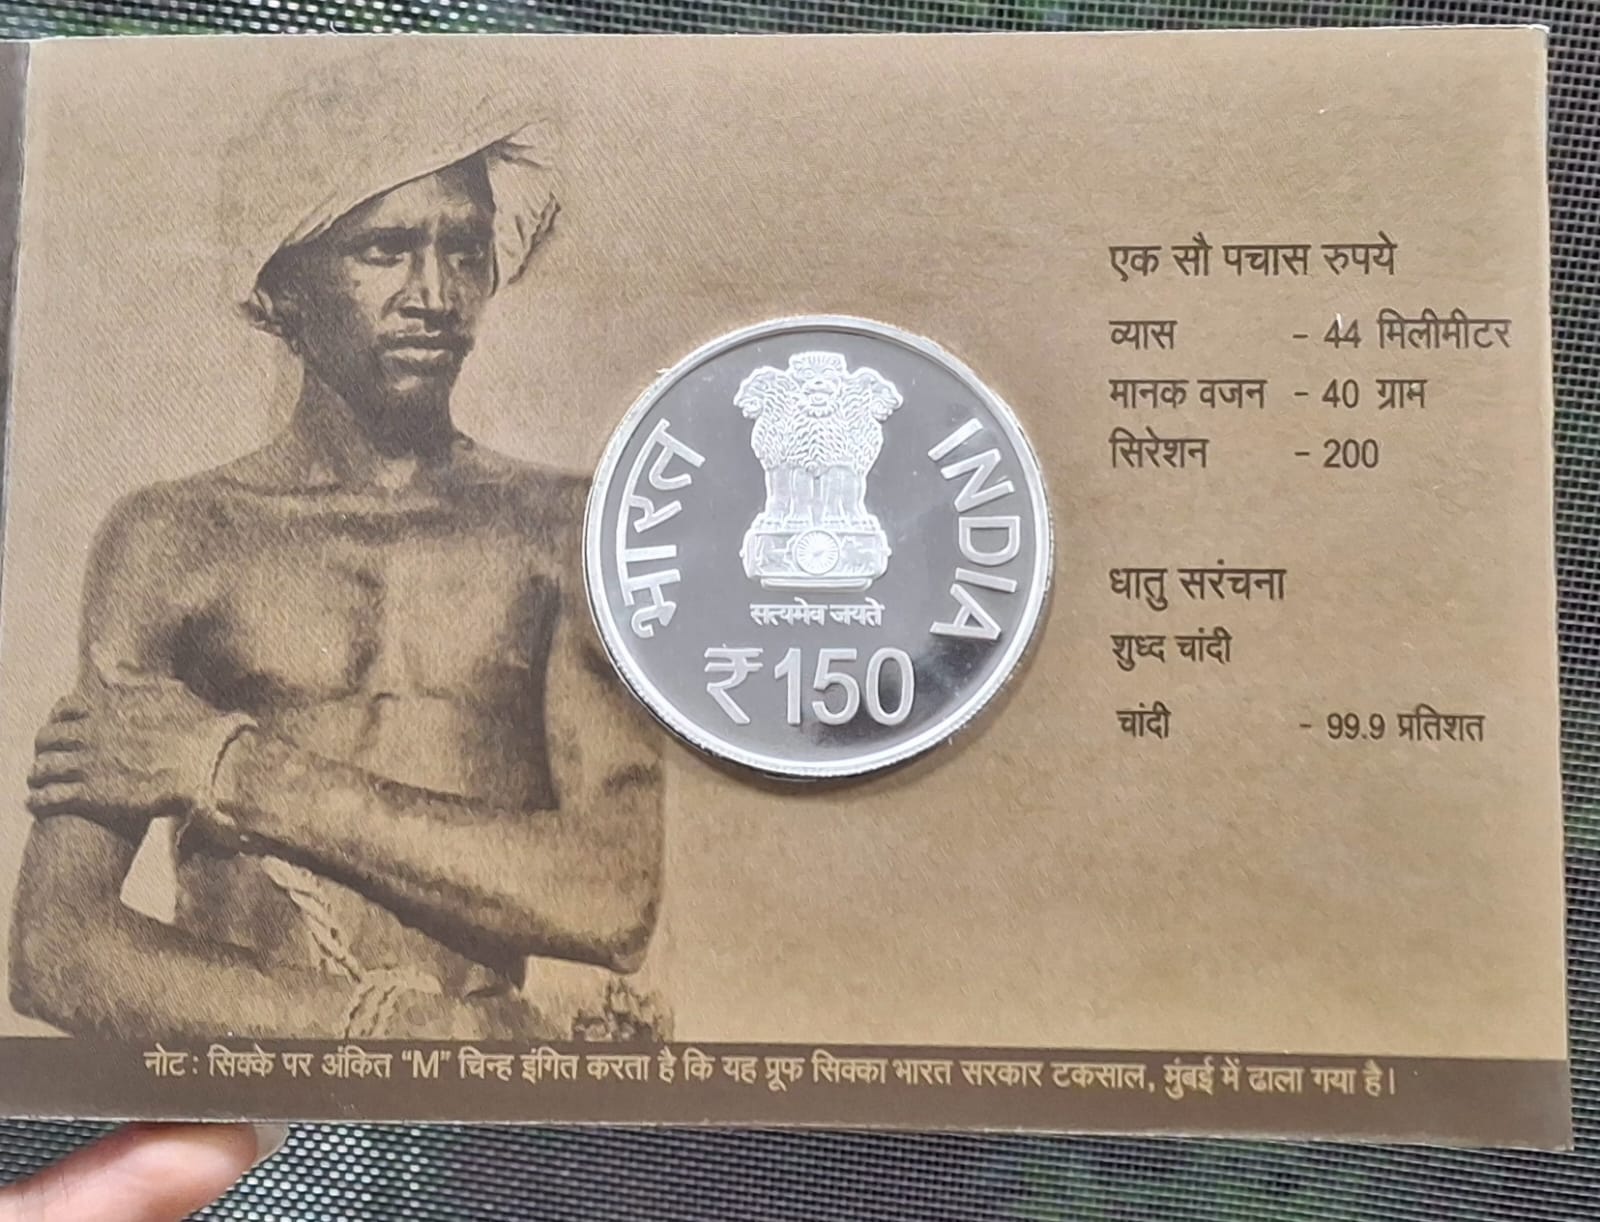 एक सौ पचास रुपये
व्यास - 44 मिलीमीटर
मानक वजन - 40 ग्राम
सिरेशन - 200
धातु सरंचना
शुध्द चांदी
चांदी - 99.9 प्रतिशत
भारत
INDIA
सत्यमेव जयते
₹150
नोट : सिक्के पर अंकित “M” चिन्ह इंगित करता है कि यह प्रूफ सिक्का भारत सरकार टकसाल, मुंबई में ढाला गया है।